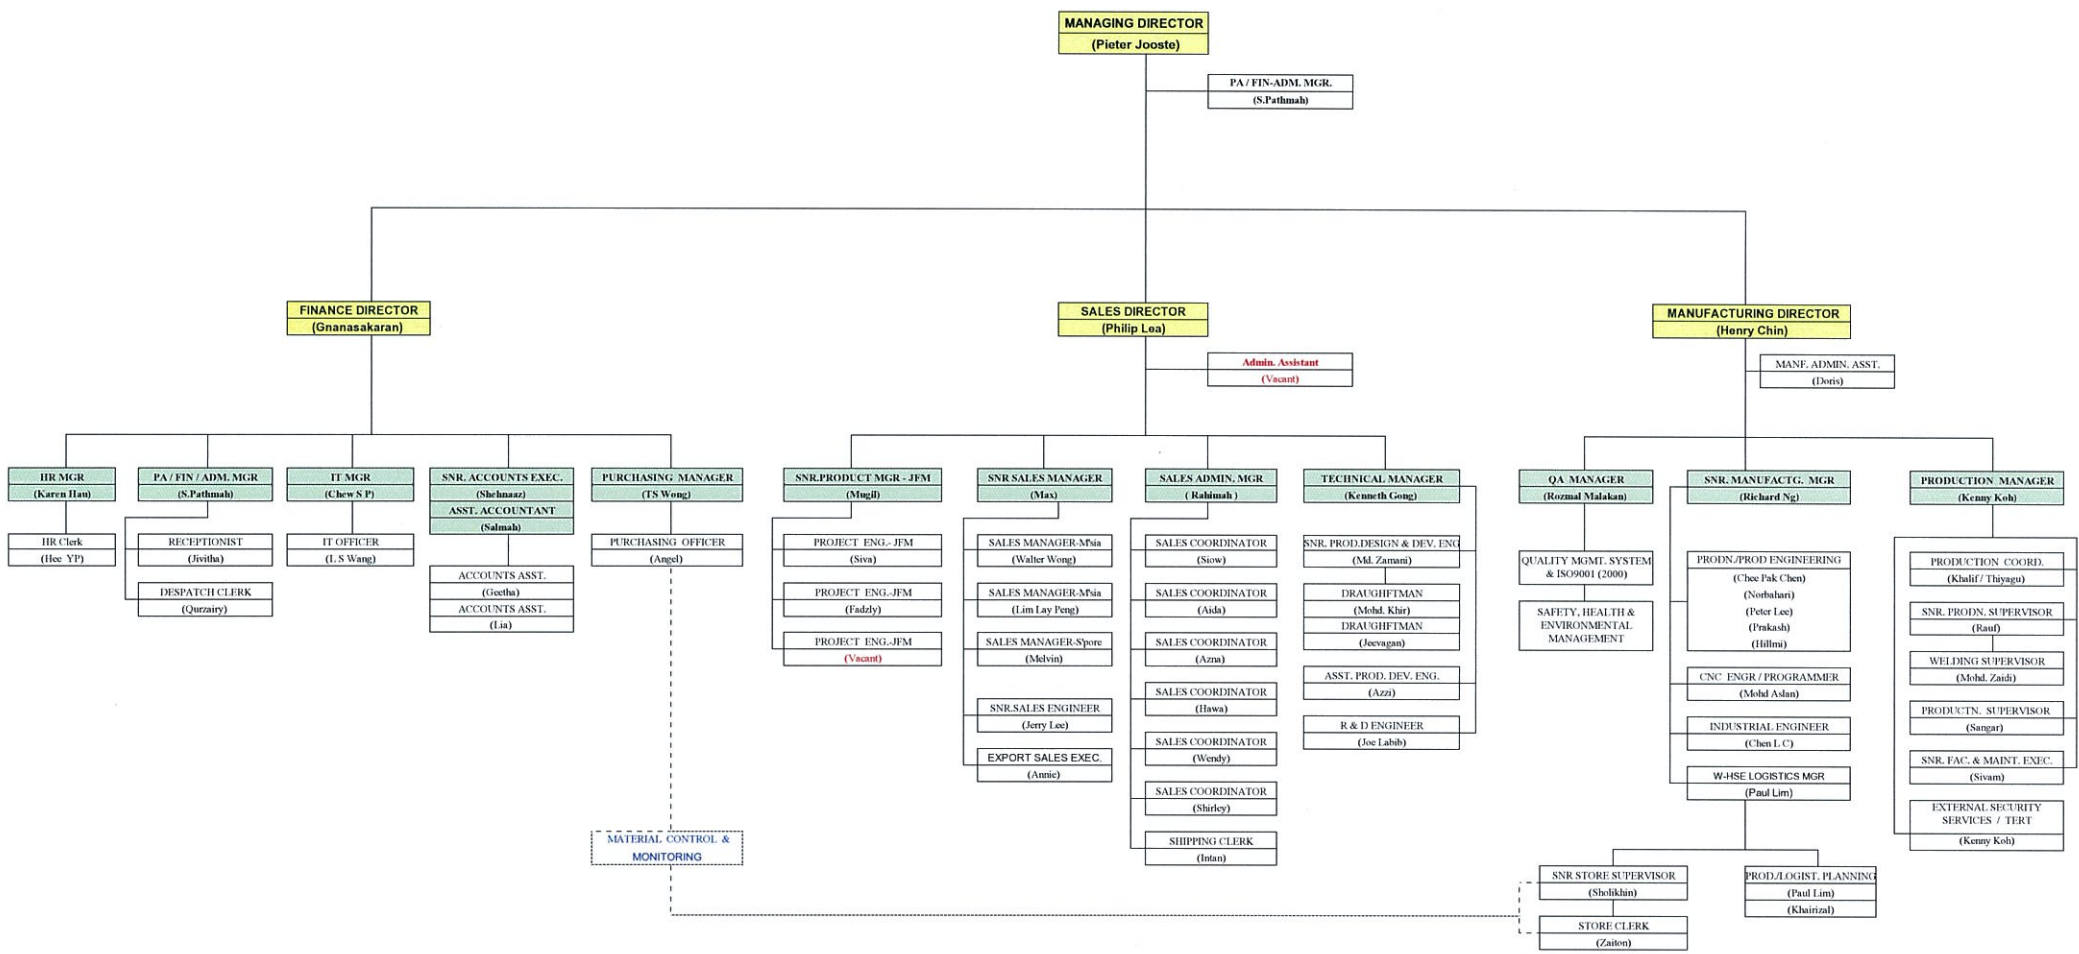 MANAGING DIRECTOR
(Pieter Jooste)
PA / FIN-ADM. MGR.
(S.Pathmah)
FINANCE DIRECTOR
(Gnanasakaran)
SALES DIRECTOR
(Philip Lea)
MANUFACTURING DIRECTOR
(Henry Chin)
Admin. Assistant
(Vacant)
MANF. ADMIN. ASST.
(Doris)
HR MGR
(Karen Hau)
HR Clerk
(Hee YP)
PA / FIN / ADM. MGR
(S.Pathmah)
RECEPTIONIST
(Jivitha)
DESPATCH CLERK
(Qurzairy)
IT MGR
(Chew S P)
IT OFFICER
(L S Wang)
SNR. ACCOUNTS EXEC.
(Shehnaaz)
ASST. ACCOUNTANT
(Salmah)
ACCOUNTS ASST.
(Geetha)
ACCOUNTS ASST.
(Lia)
PURCHASING MANAGER
(TS Wong)
PURCHASING OFFICER
(Angel)
MATERIAL CONTROL &
MONITORING
SNR.PRODUCT MGR - JFM
(Mugil)
PROJECT ENG.- JFM
(Siva)
PROJECT ENG.-JFM
(Fadzly)
PROJECT ENG.-JFM
(Vacant)
SNR SALES MANAGER
(Max)
SALES MANAGER-M'sia
(Walter Wong)
SALES MANAGER-M'sia
(Lim Lay Peng)
SALES MANAGER-S'pore
(Melvin)
SNR.SALES ENGINEER
(Jerry Lee)
EXPORT SALES EXEC.
(Annie)
SALES ADMIN. MGR
( Rahimah )
SALES COORDINATOR
(Siow)
SALES COORDINATOR
(Aida)
SALES COORDINATOR
(Azna)
SALES COORDINATOR
(Hawa)
SALES COORDINATOR
(Wendy)
SALES COORDINATOR
(Shirley)
SHIPPING CLERK
(Intan)
TECHNICAL MANAGER
(Kenneth Gong)
SNR. PROD.DESIGN & DEV. ENG
(Md. Zamani)
DRAUGHFTMAN
(Mohd. Khir)
DRAUGHFTMAN
(Jeevagan)
ASST. PROD. DEV. ENG.
(Azzi)
R & D ENGINEER
(Joe Labib)
QA MANAGER
(Rozmal Malakan)
QUALITY MGMT. SYSTEM
& ISO9001 (2000)
SAFETY, HEALTH &
ENVIRONMENTAL
MANAGEMENT
SNR. MANUFACTG. MGR
(Richard Ng)
PRODN./PROD ENGINEERING
(Chee Pak Chen)
(Norbahari)
(Peter Lee)
(Prakash)
(Hillmi)
CNC ENGR / PROGRAMMER
(Mohd Aslan)
INDUSTRIAL ENGINEER
(Chen L C)
W-HSE LOGISTICS MGR
(Paul Lim)
SNR STORE SUPERVISOR
(Sholikhin)
STORE CLERK
(Zaiton)
PROD./LOGIST. PLANNING
(Paul Lim)
(Khairizal)
PRODUCTION MANAGER
(Kenny Koh)
PRODUCTION COORD.
(Khalif / Thiyagu)
SNR. PRODN. SUPERVISOR
(Rauf)
WELDING SUPERVISOR
(Mohd. Zaidi)
PRODUCTN. SUPERVISOR
(Sangar)
SNR. FAC. & MAINT. EXEC.
(Sivam)
EXTERNAL SECURITY
SERVICES / TERT
(Kenny Koh)